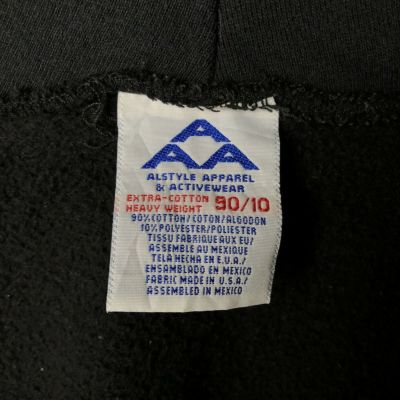 A
A A
ALSTYLE APPAREL
& ACTIVEWEAR
EXTRA-COTTON 90/10
HEAVY WEIGHT
90% COTTON/COTON/ALGODON
10% POLYESTER/POLIESTER
TISSU FABRIQUE AUX EU/
ASSEMBLE AU MEXIQUE
TELA HECHA EN E.U.A./
ENSAMBLADO EN MEXICO
FABRIC MADE IN U.S.A./
ASSEMBLED IN MEXICO